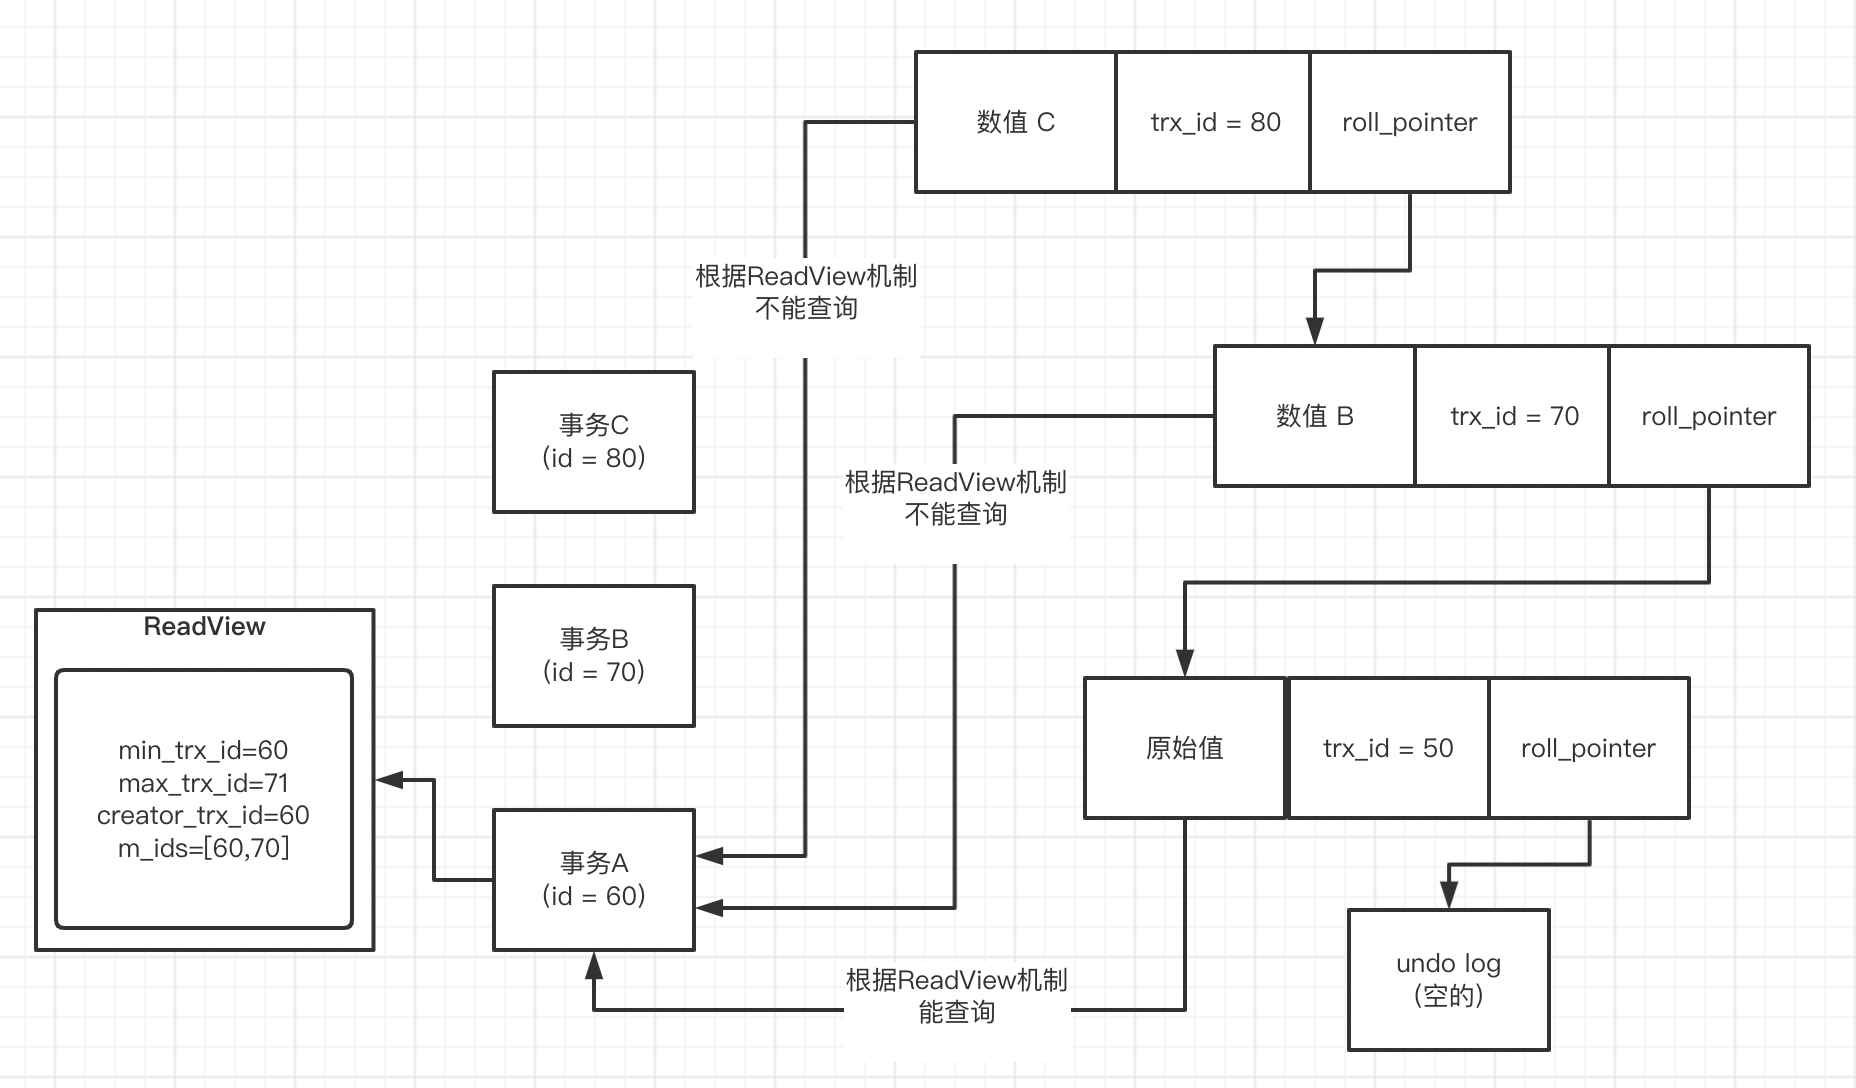 数值 C
trx_id = 80
roll_pointer
根据ReadView机制
不能查询
数值 B
trx_id = 70
roll_pointer
事务C
(id = 80)
根据ReadView机制
不能查询
事务B
(id = 70)
ReadView
min_trx_id=60
max_trx_id=71
creator_trx_id=60
m_ids=[60,70]
原始值
trx_id = 50
roll_pointer
事务A
(id = 60)
根据ReadView机制
能查询
undo log
(空的)